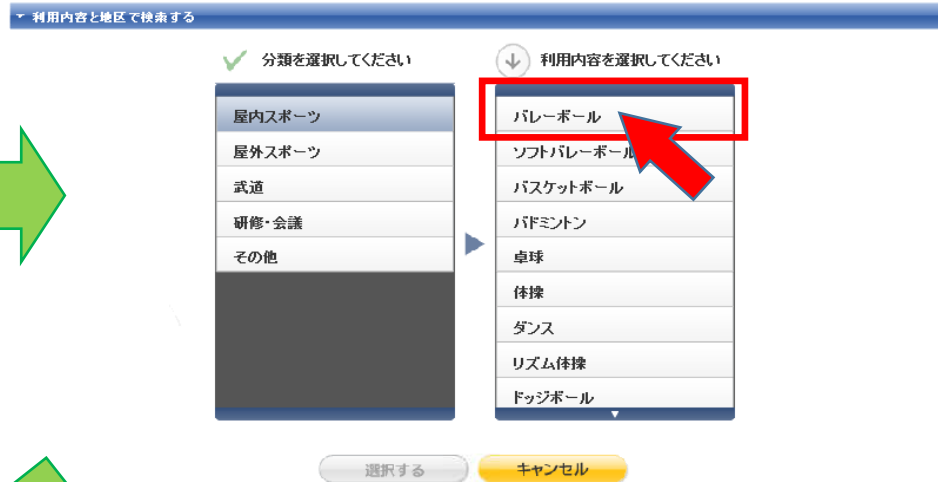 利用内容と地区で検索する
分類を選択してください
利用内容を選択してください
屋内スポーツ
屋外スポーツ
武道
研修・会議
その他
バレーボール
ソフトバレーボール
バスケットボール
バドミントン
卓球
体操
ダンス
リズム体操
ドッジボール
選択する
キャンセル